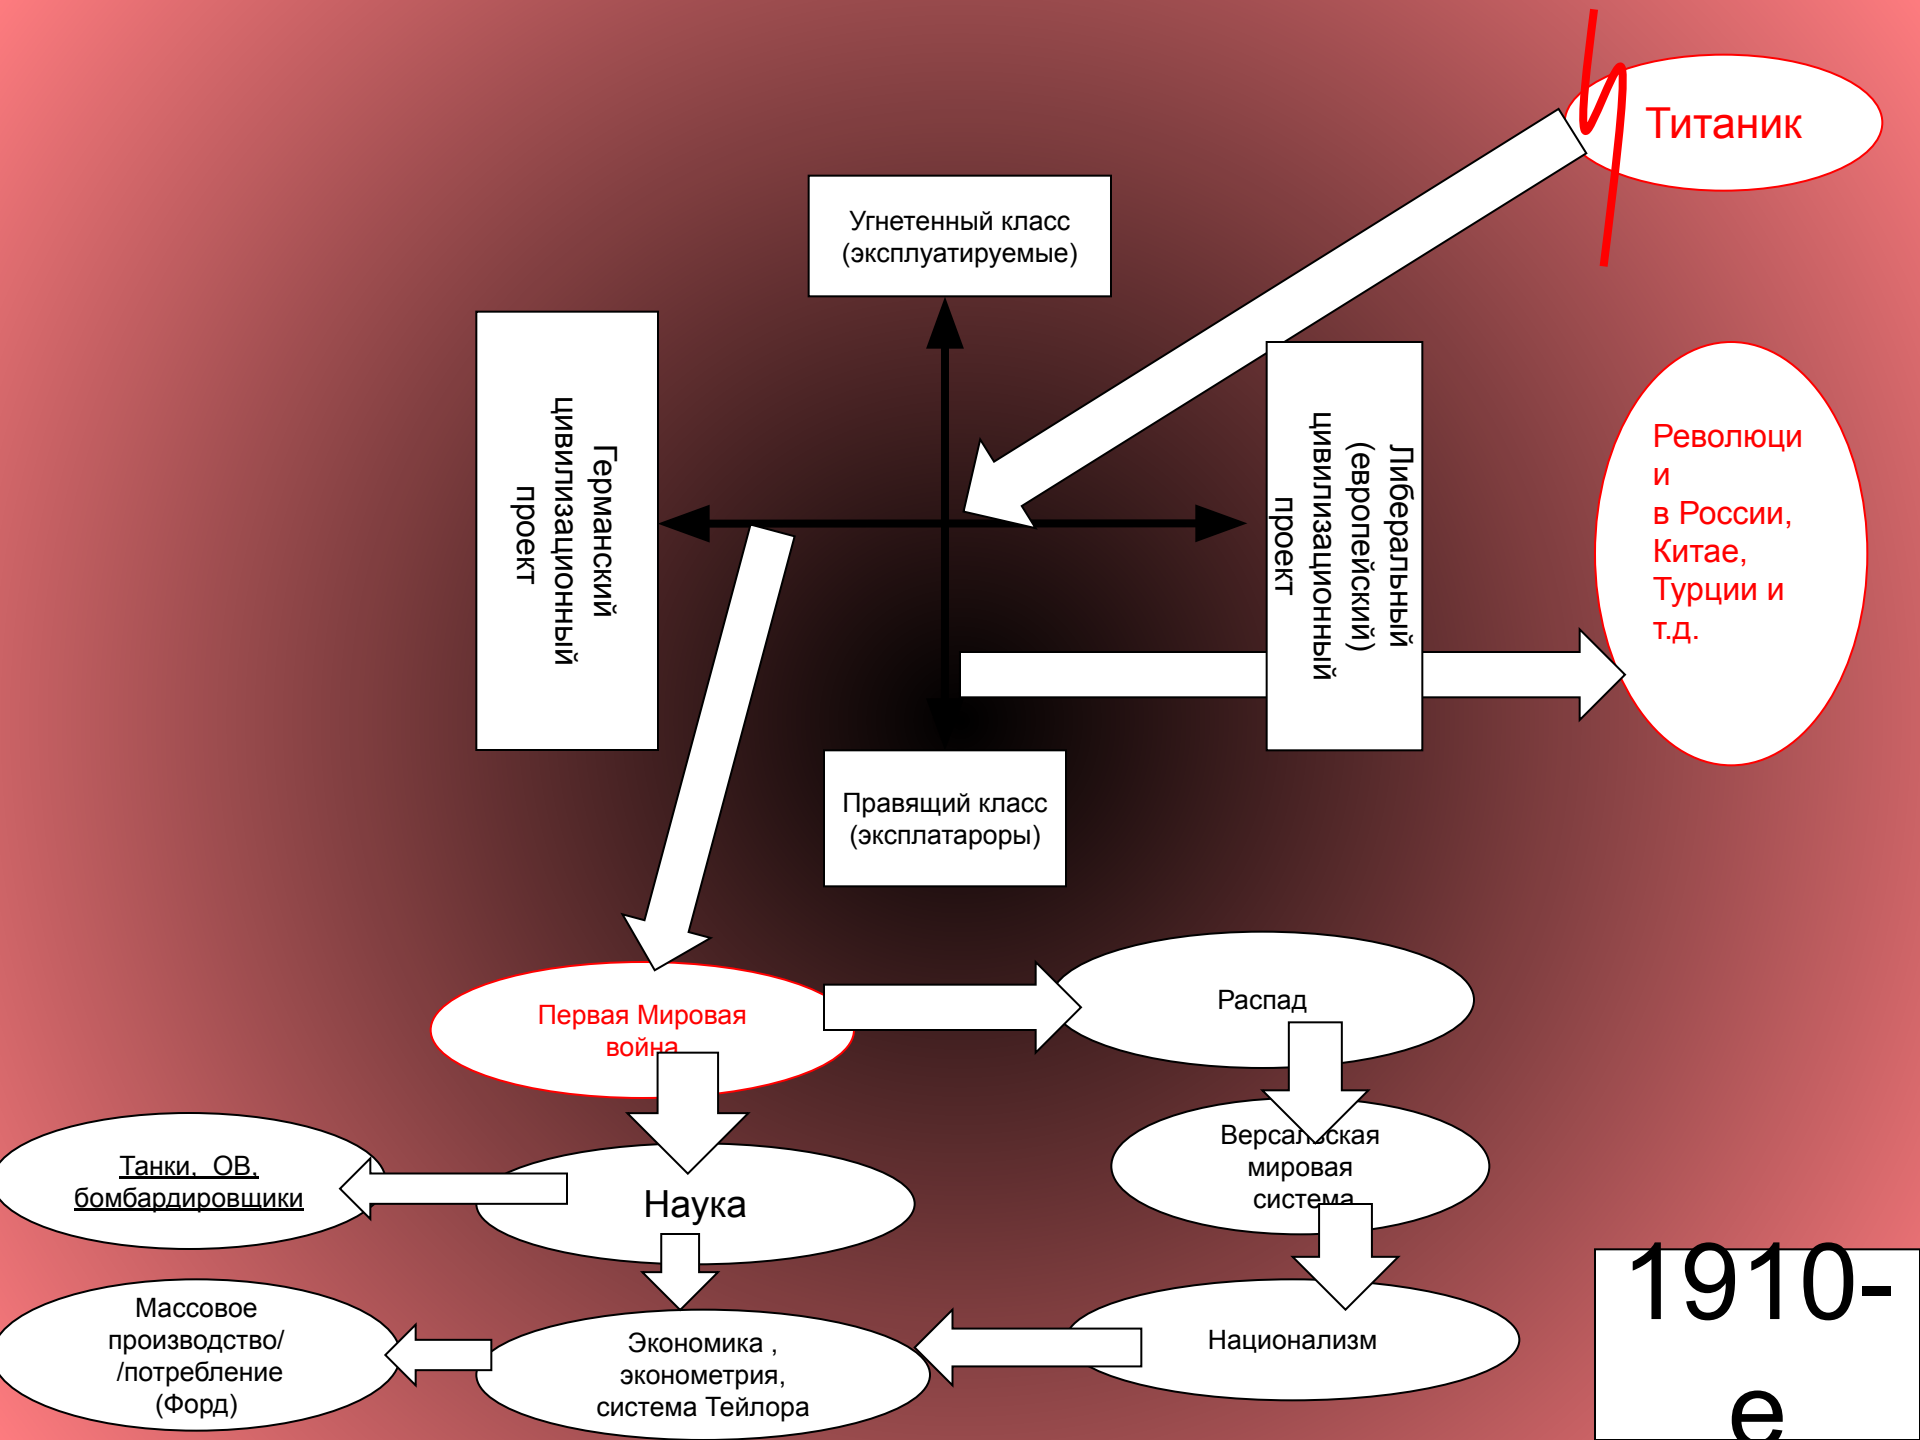 Титаник
Угнетенный класс
(эксплуатируемые)
Германский
цивилизационный
проект
Либеральный
(европейский)
цивилизационный
проект
Революци
и
в России,
Китае,
Турции и
т.д.
Правящий класс
(эксплатароры)
Первая Мировая
война
Распад
Версальская
мировая
система
Танки, ОВ,
бомбардировщики
Наука
Массовое
производство/
/потребление
(Форд)
Экономика ,
эконометрия,
система Тейлора
Национализм
1910-
е